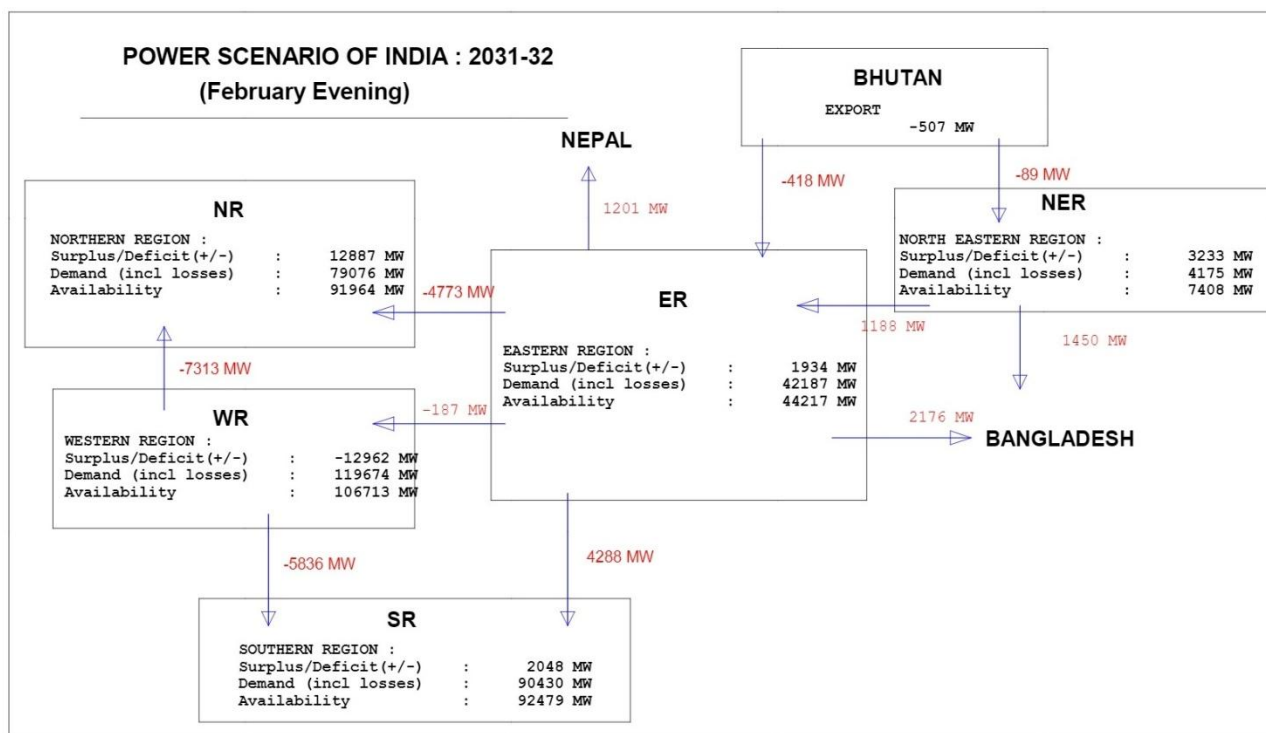 POWER SCENARIO OF INDIA : 2031-32
(February Evening)
BHUTAN
EXPORT
-507 MW
NEPAL
-418 MW
-89 MW
1201 MW
NR
NORTHERN REGION :
Surplus/Deficit(+/-) : 12887 MW
Demand (incl losses) : 79076 MW
Availability : 91964 MW
NER
NORTH EASTERN REGION :
Surplus/Deficit(+/-) : 3233 MW
Demand (incl losses) : 4175 MW
Availability : 7408 MW
-4773 MW
ER
EASTERN REGION :
Surplus/Deficit(+/-) : 1934 MW
Demand (incl losses) : 42187 MW
Availability : 44217 MW
1188 MW
1450 MW
-7313 MW
-187 MW
2176 MW
BANGLADESH
WR
WESTERN REGION :
Surplus/Deficit(+/-) : -12962 MW
Demand (incl losses) : 119674 MW
Availability : 106713 MW
-5836 MW
4288 MW
SR
SOUTHERN REGION :
Surplus/Deficit(+/-) : 2048 MW
Demand (incl losses) : 90430 MW
Availability : 92479 MW